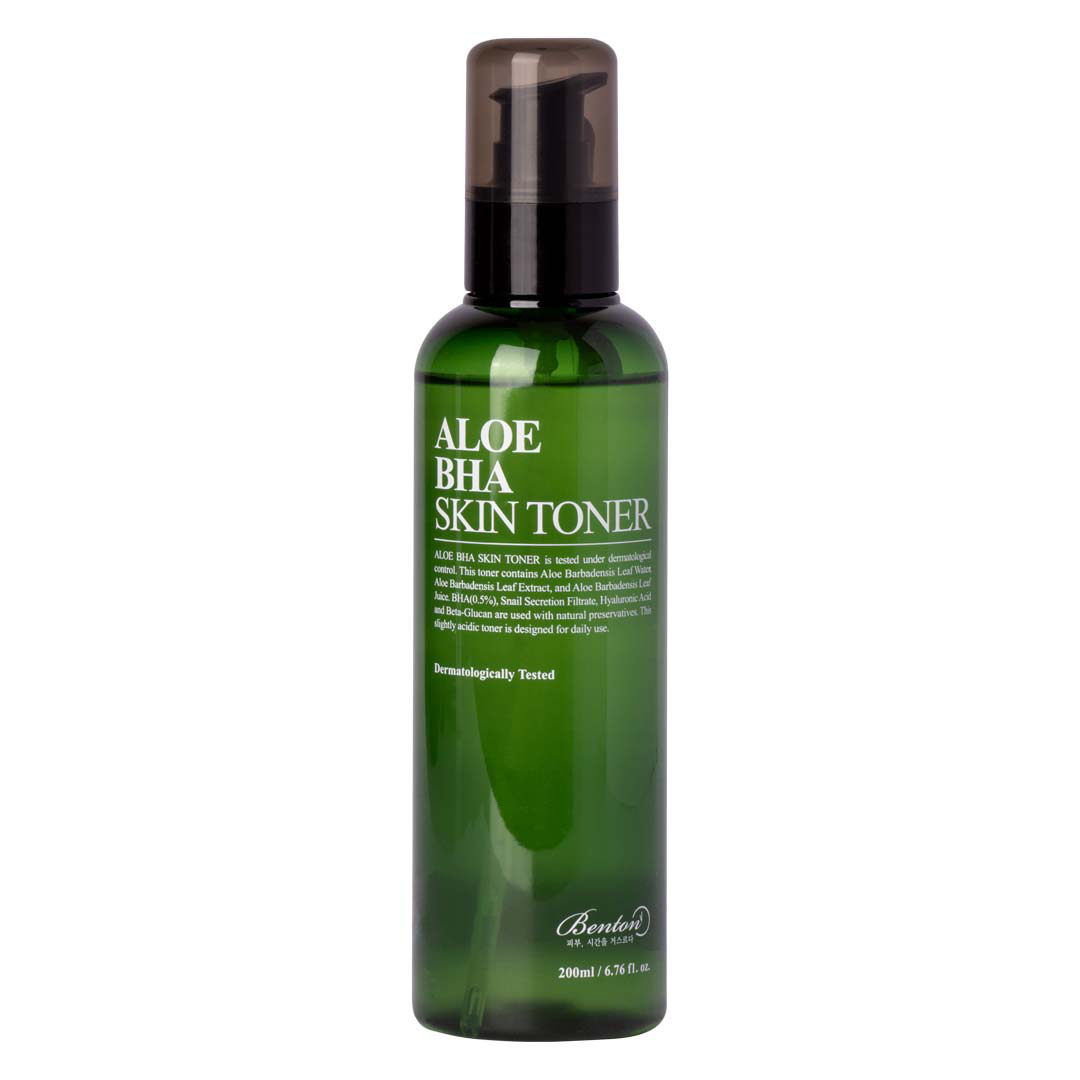 ALOE
BHA
SKIN TONER
ALOE BHA SKIN TONER is tested under dermatological
control. This toner contains Aloe Barbadensis Leaf Water,
Aloe Barbadensis Leaf Extract, and Aloe Barbadensis Leaf
Juice. BHA(0.5%), Snail Secretion Filtrate, Hyaluronic Acid
and Beta-Glucan are used with natural preservatives. This
slightly acidic toner is designed for daily use.
Dermatologically Tested
Benton
피부, 시간을 거스르다
200ml / 6.76 fl. oz.